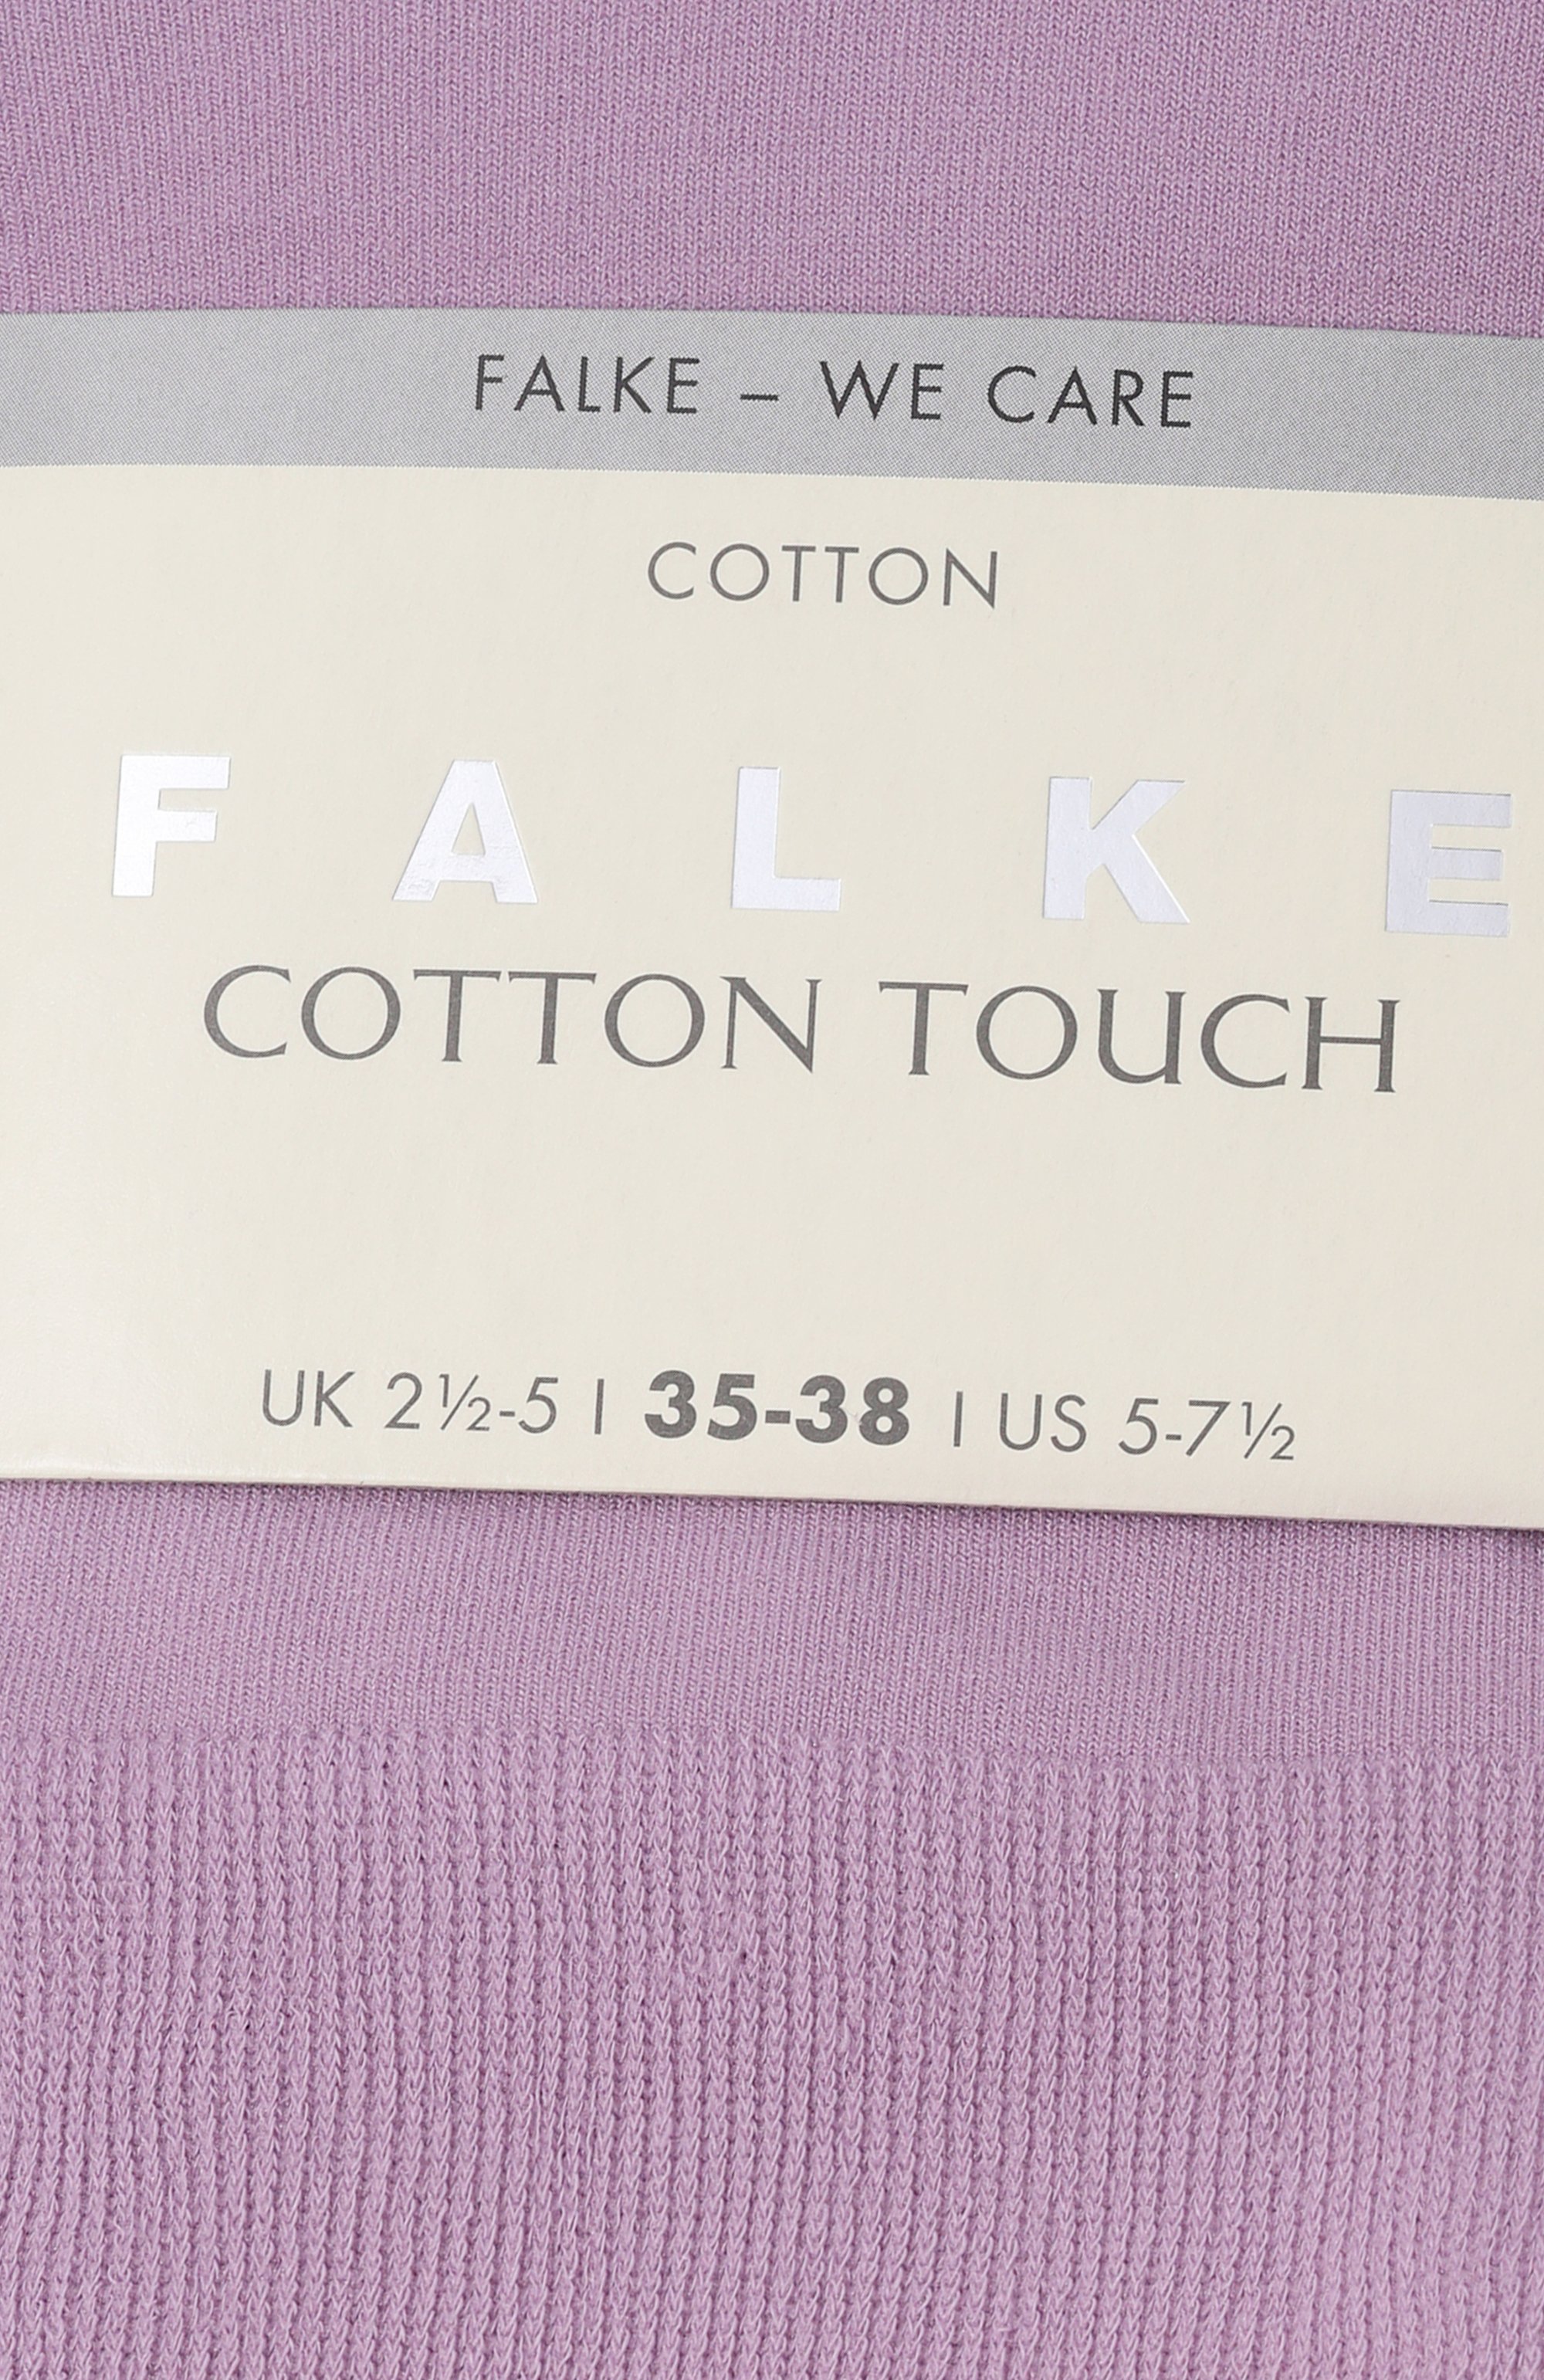 FALKE – WE CARE
COTTON
FALKE
COTTON TOUCH
UK 2½-5 | 35-38 | US 5-7½